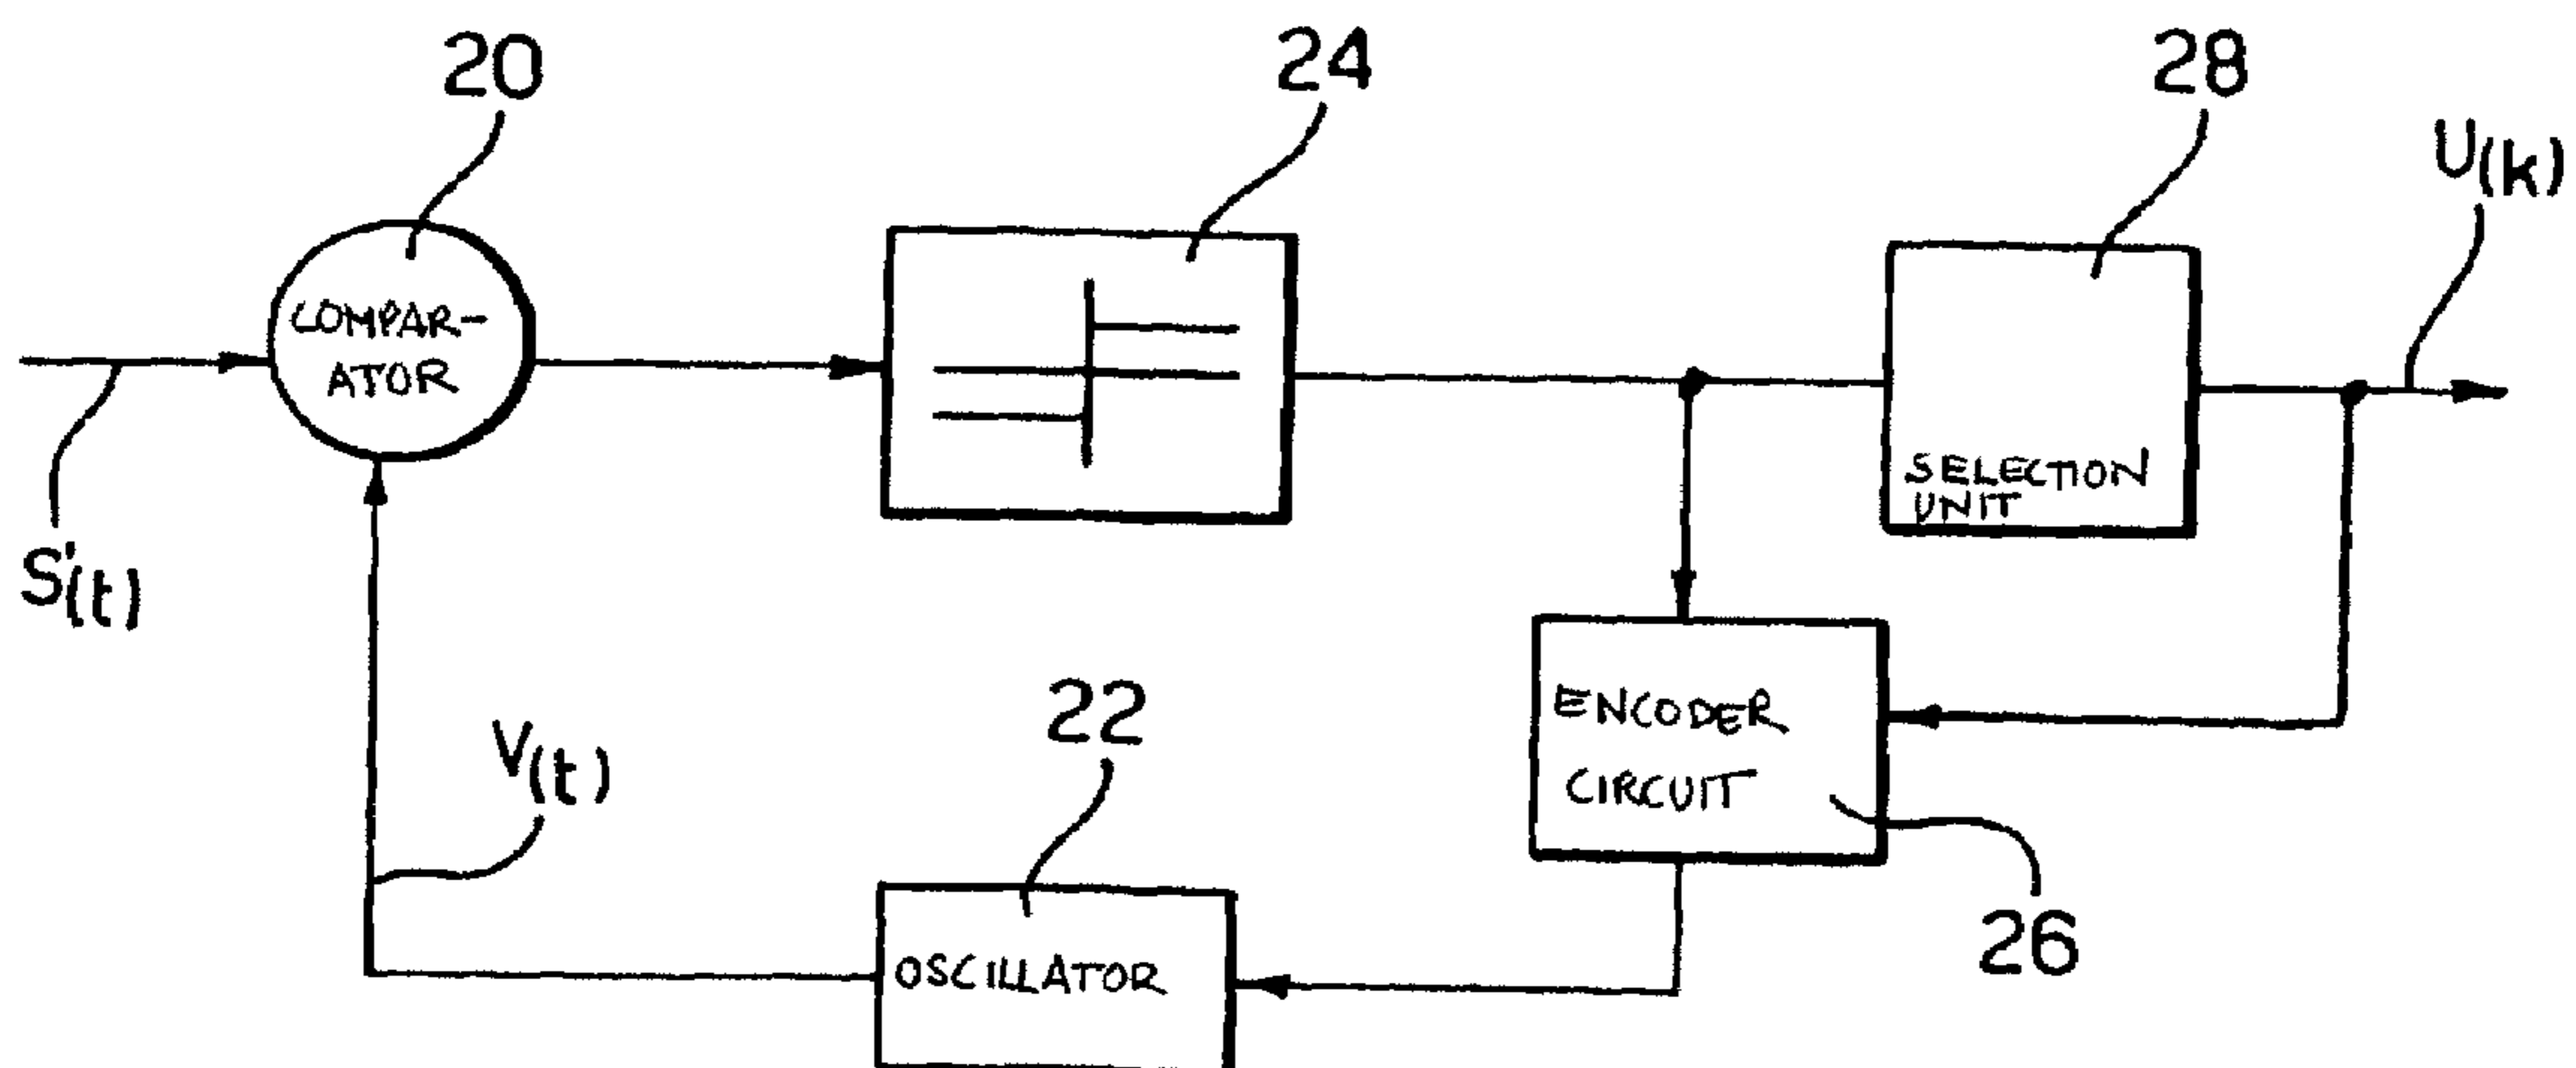 20
24
28
U(k)
COMPAR-
ATOR
S'(t)
SELECTION
UNIT
V(t)
22
ENCODER
CIRCUIT
26
OSCILLATOR